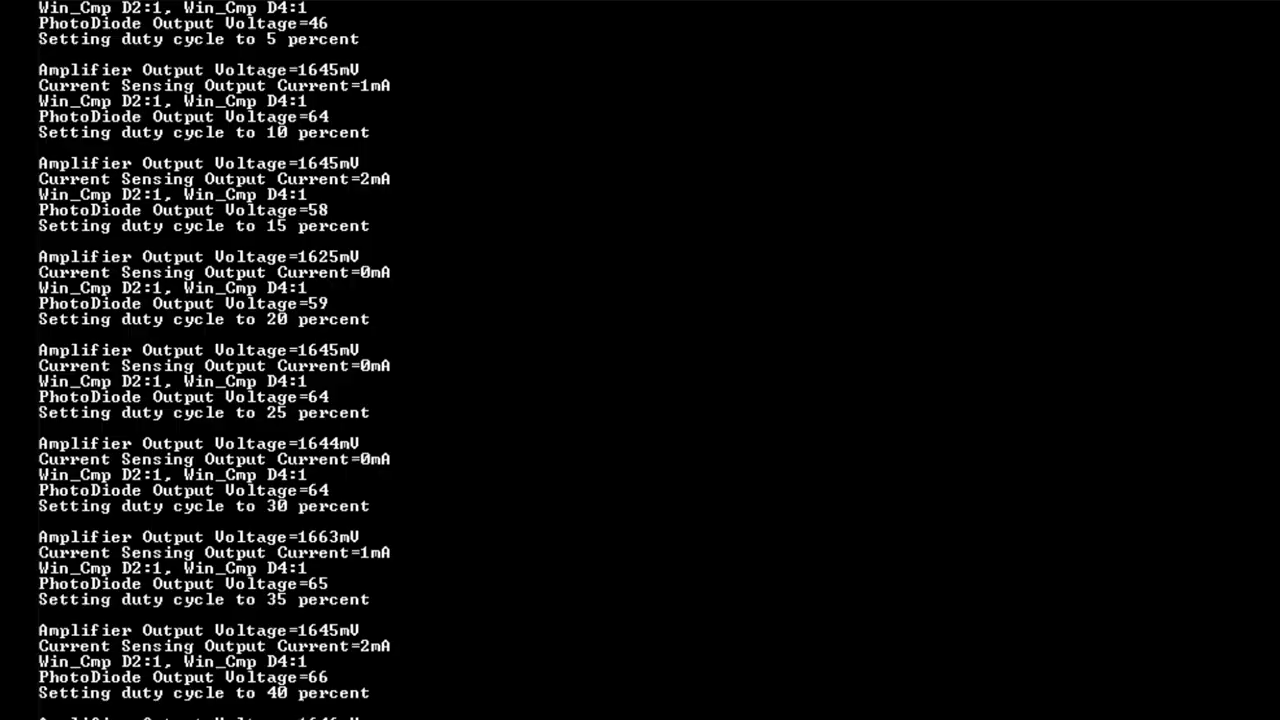 Win_Cmp D2:1, Win_Cmp D4:1
PhotoDiode Output Voltage=46
Setting duty cycle to 5 percent
Amplifier Output Voltage=1645mV
Current Sensing Output Current=1mA
Win_Cmp D2:1, Win_Cmp D4:1
PhotoDiode Output Voltage=64
Setting duty cycle to 10 percent
Amplifier Output Voltage=1645mV
Current Sensing Output Current=2mA
Win_Cmp D2:1, Win_Cmp D4:1
PhotoDiode Output Voltage=58
Setting duty cycle to 15 percent
Amplifier Output Voltage=1625mV
Current Sensing Output Current=0mA
Win_Cmp D2:1, Win_Cmp D4:1
PhotoDiode Output Voltage=59
Setting duty cycle to 20 percent
Amplifier Output Voltage=1645mV
Current Sensing Output Current=0mA
Win_Cmp D2:1, Win_Cmp D4:1
PhotoDiode Output Voltage=64
Setting duty cycle to 25 percent
Amplifier Output Voltage=1644mV
Current Sensing Output Current=0mA
Win_Cmp D2:1, Win_Cmp D4:1
PhotoDiode Output Voltage=64
Setting duty cycle to 30 percent
Amplifier Output Voltage=1663mV
Current Sensing Output Current=1mA
Win_Cmp D2:1, Win_Cmp D4:1
PhotoDiode Output Voltage=65
Setting duty cycle to 35 percent
Amplifier Output Voltage=1645mV
Current Sensing Output Current=2mA
Win_Cmp D2:1, Win_Cmp D4:1
PhotoDiode Output Voltage=66
Setting duty cycle to 40 percent
Amplifier Output